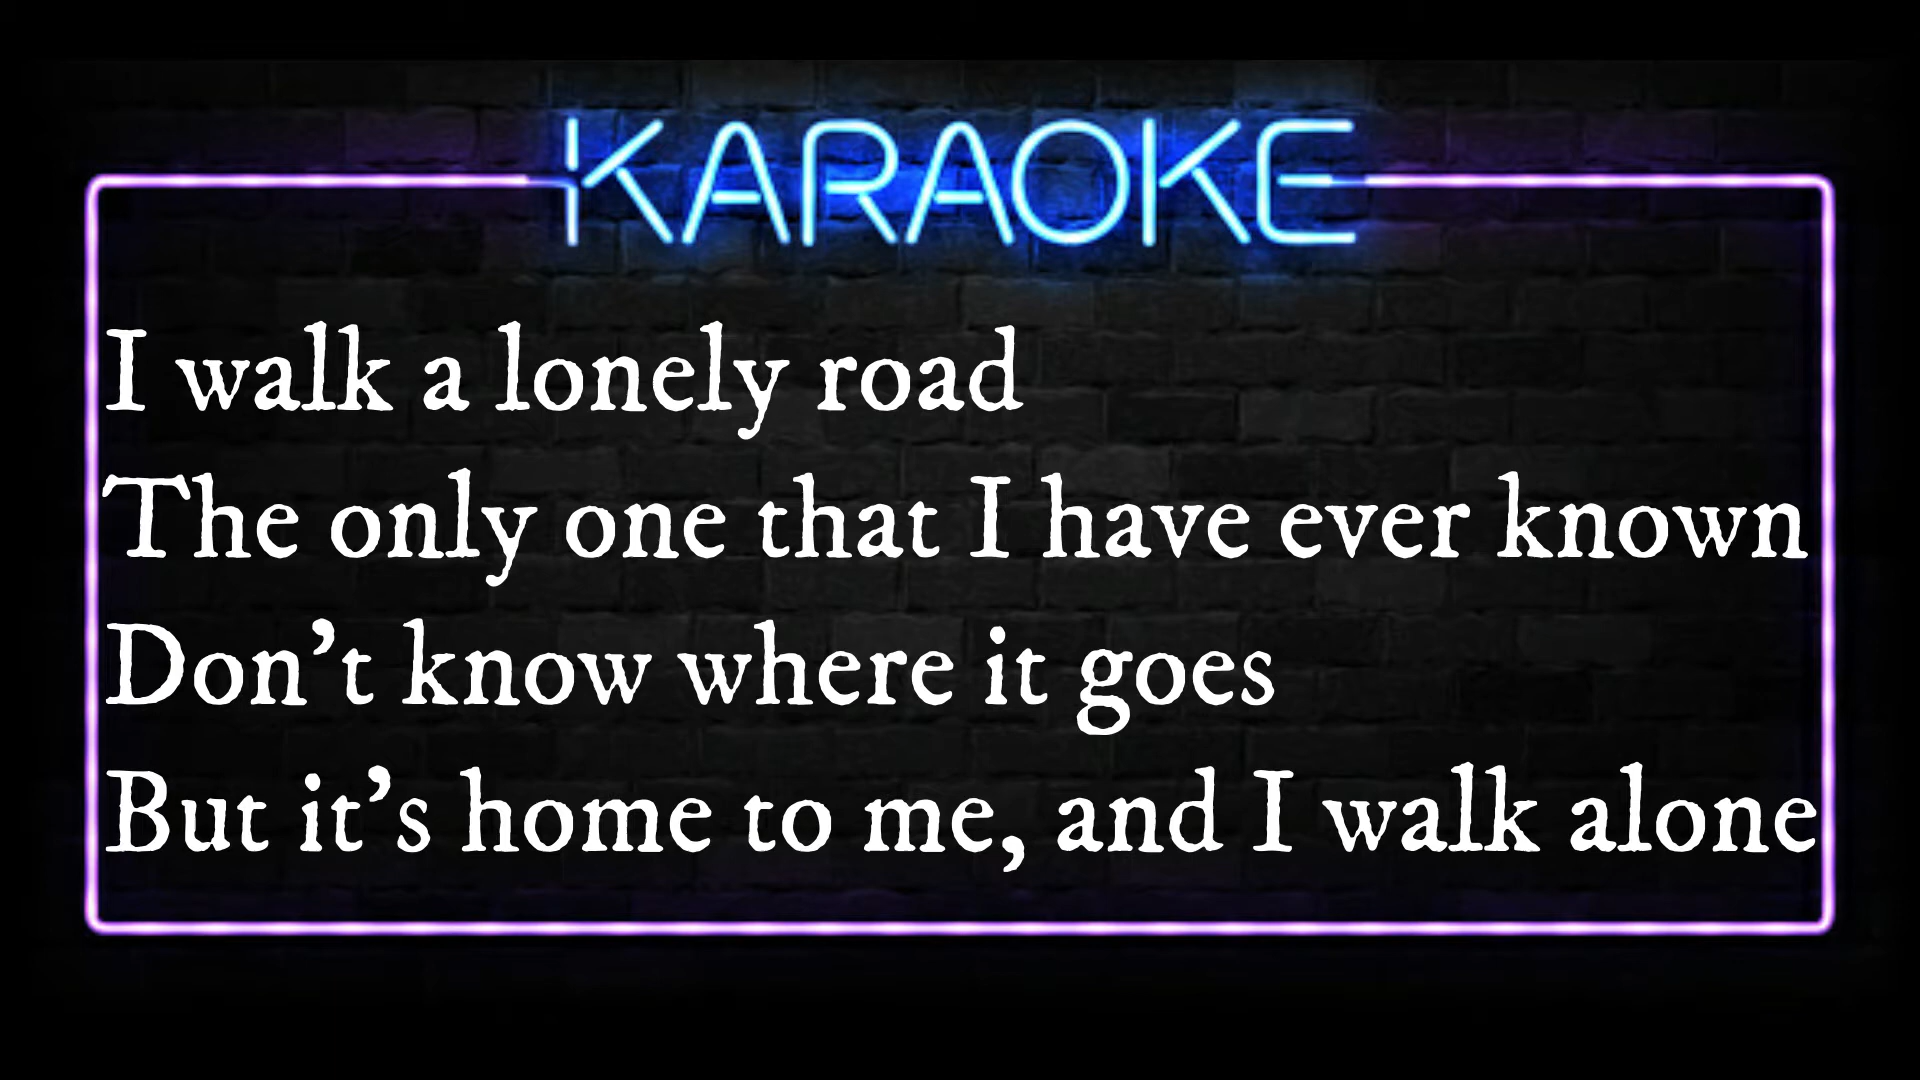 KARAOKE
I walk a lonely road
The only one that I have ever known
Don’t know where it goes
But it’s home to me, and I walk alone